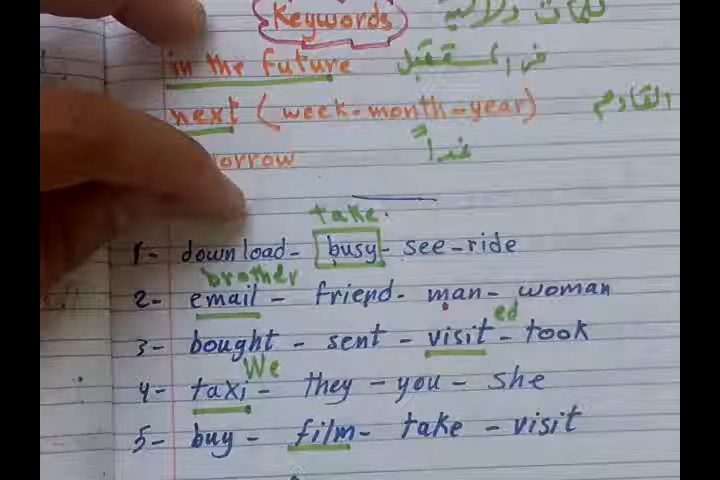 Keywords كلمات دلالية
in the future في المستقبل
next (week-month-year) القادم
orrow غداً
take.
1- download- busy- see-ride
brother
2- email - friend- man- woman
ed
3- bought - sent - visit - took
We
4- taxi - they - you - she
5- buy - film- take - visit